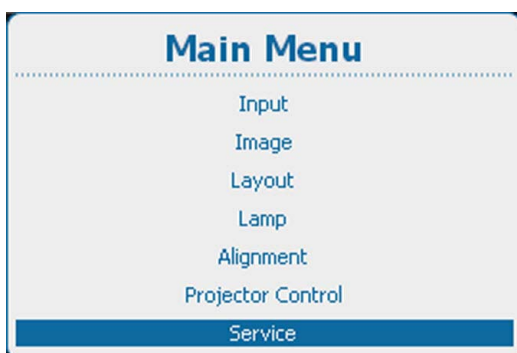 Main Menu
Input
Image
Layout
Lamp
Alignment
Projector Control
Service